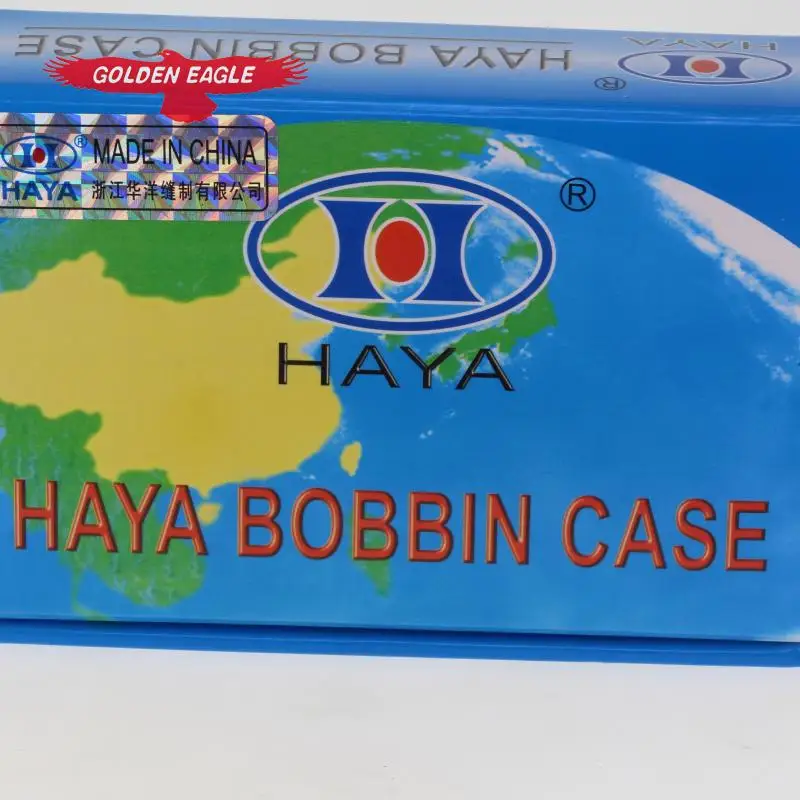 HAYA BOBBIN CASE
HAYA
®
GOLDEN EAGLE
® MADE IN CHINA
HAYA 浙江华洋缝制有限公司
®
HAYA
HAYA BOBBIN CASE